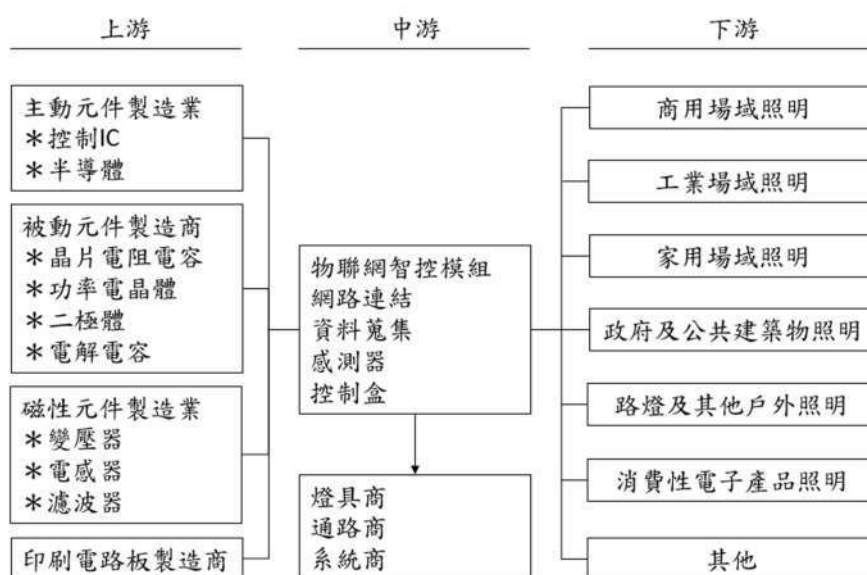 上游
中游
下游
主動元件製造業
＊控制IC
＊半導體
被動元件製造商
＊晶片電阻電容
＊功率電晶體
＊二極體
＊電解電容
磁性元件製造業
＊變壓器
＊電感器
＊濾波器
印刷電路板製造商
物聯網智控模組
網路連結
資料蒐集
感測器
控制盒
燈具商
通路商
系統商
商用場域照明
工業場域照明
家用場域照明
政府及公共建築物照明
路燈及其他戶外照明
消費性電子產品照明
其他